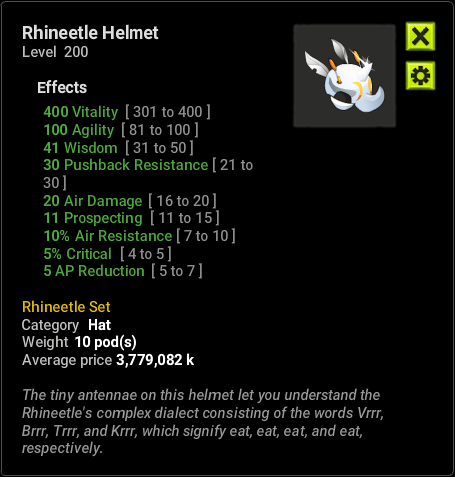 Rhineetle Helmet
Level 200
Effects
400 Vitality [ 301 to 400 ]
100 Agility [ 81 to 100 ]
41 Wisdom [ 31 to 50 ]
30 Pushback Resistance [ 21 to
30 ]
20 Air Damage [ 16 to 20 ]
11 Prospecting [ 11 to 15 ]
10% Air Resistance [ 7 to 10 ]
5% Critical [ 4 to 5 ]
5 AP Reduction [ 5 to 7 ]
Rhineetle Set
Category Hat
Weight 10 pod(s)
Average price 3,779,082 k
The tiny antennae on this helmet let you understand the
Rhineetle's complex dialect consisting of the words Vrrr,
Brrr, Trrr, and Krrr, which signify eat, eat, eat, and eat,
respectively.